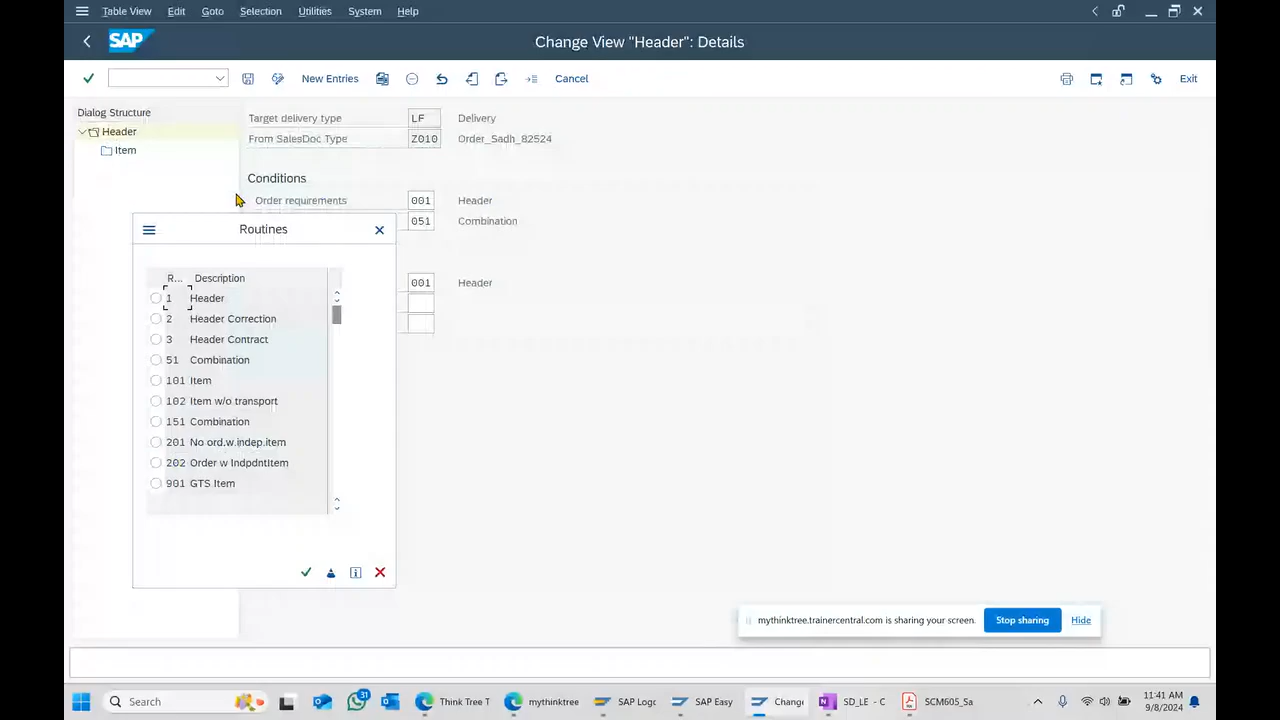 Table View Edit Goto Selection Utilities System Help
SAP Change View "Header": Details
New Entries Cancel Exit
Dialog Structure
Header
Item
Target delivery type LF Delivery
From SalesDoc Type Z010 Order_Sadh_82524
Conditions
Order requirements 001 Header
051 Combination
001 Header
Routines
R... Description
1 Header
2 Header Correction
3 Header Contract
51 Combination
101 Item
102 Item w/o transport
151 Combination
201 No ord.w.indep.item
202 Order w IndpdntItem
901 GTS Item
mythinktree.trainercentral.com is sharing your screen. Stop sharing Hide
Search 31 Think Tree T mythinktree SAP Logo SAP Easy Change SD_LE - C SCM605_Sa 11:41 AM
9/8/2024